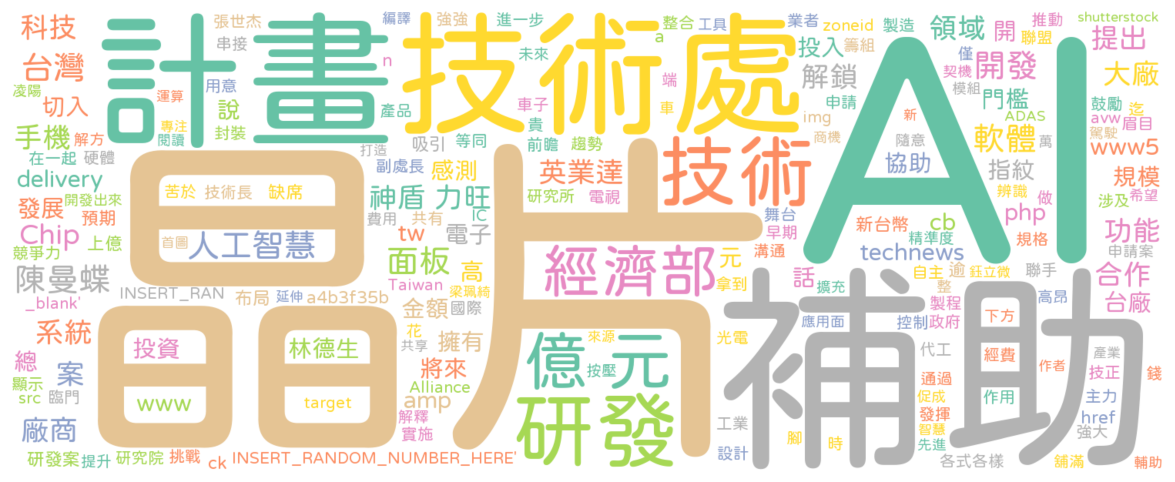 計畫
技術處
AI
晶片
補助
技術
經濟部
億元
研發
科技
台灣
凌陽
切入
手機
解方
在一起
硬體
delivery
發展
預期
Chip
上億
競爭力
陳曼蝶
_blank'
系統
總
案
顯示
src
臨門
廠商
研發案
提升
研究院
挑戰
ck
INSERT_RANDOM_NUMBER_HERE'
張世杰
串接
用意
運算
專注
閱讀
說
封裝
編譯
強強
進一步
n
未來
產品
車子
貴
吸引
等同
前瞻
趨勢
打造
副處長
感測
英業達
研究所
電視
神盾
力旺
IC
費用
共有
tw
電子
面板
高
Taiwan
梁珮綺
國際
苦於
技術長
缺席
首圖
人工智慧
INSERT_RAN
布局
延伸
a4b3f35b
金額
花
共享
擁有
將來
Alliance
amp
解釋
實施
投資
www
林德生
target
來源
按壓
整合
工具
a
端
車
業者
zoneid
製造
投入
籌組
解鎖
申請
img
商機
領域
開
推動
聯盟
shutterstock
提出
僅
契機
模組
開發
大廠
門檻
ADAS
鼓勵
迄
aww
眉目
駕駛
新
隨意
軟體
萬
www5
協助
指紋
辨識
做
規模
涉及
希望
舞台
早期
溝通
新台幣
cb
精準度
php
規格
功能
technews
申請案
元
拿到
話
擴充
自主
逾
鈺立微
整
聯手
合作
台廠
製程
高昂
應用面
控制
政府
下方
光電
代工
經費
作者
產業
技正
錢
通過
促成
發揮
作用
主力
href
智慧
先進
強大
工業
設計
腳
時
各式各樣
舖滿
輔助
開發出來